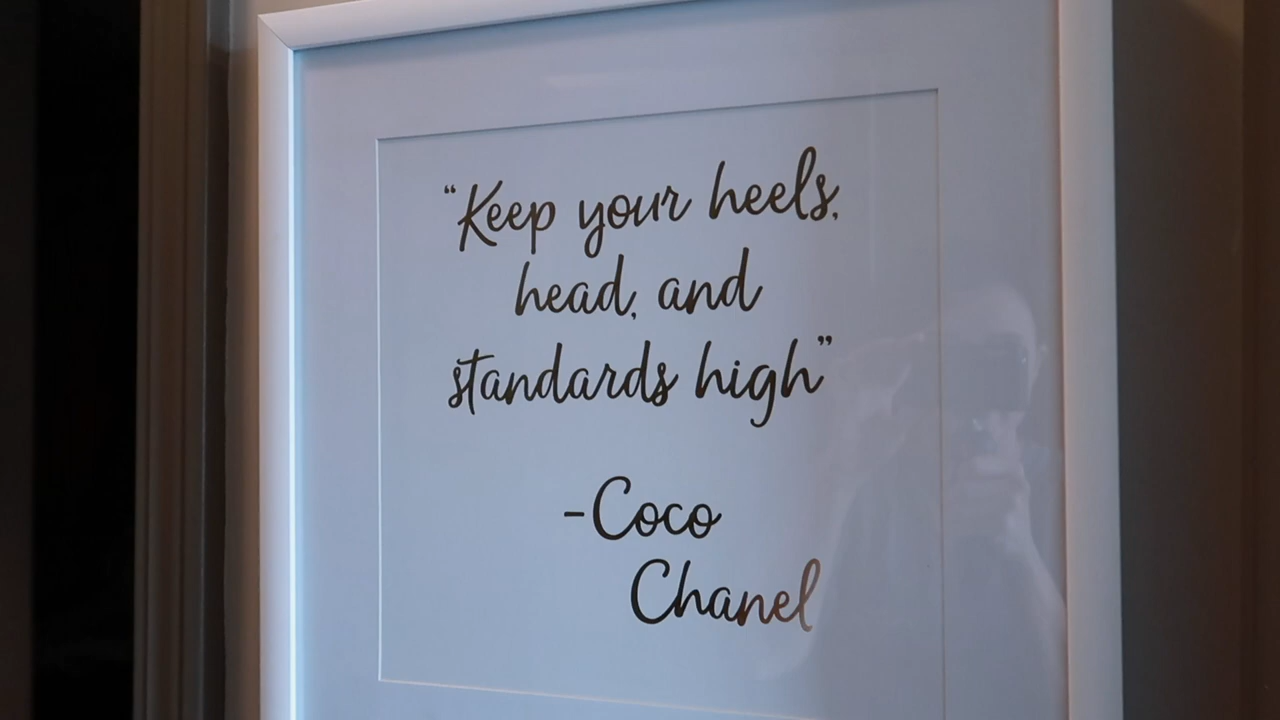 “Keep your heels,
head, and
standards high”
-Coco
Chanel